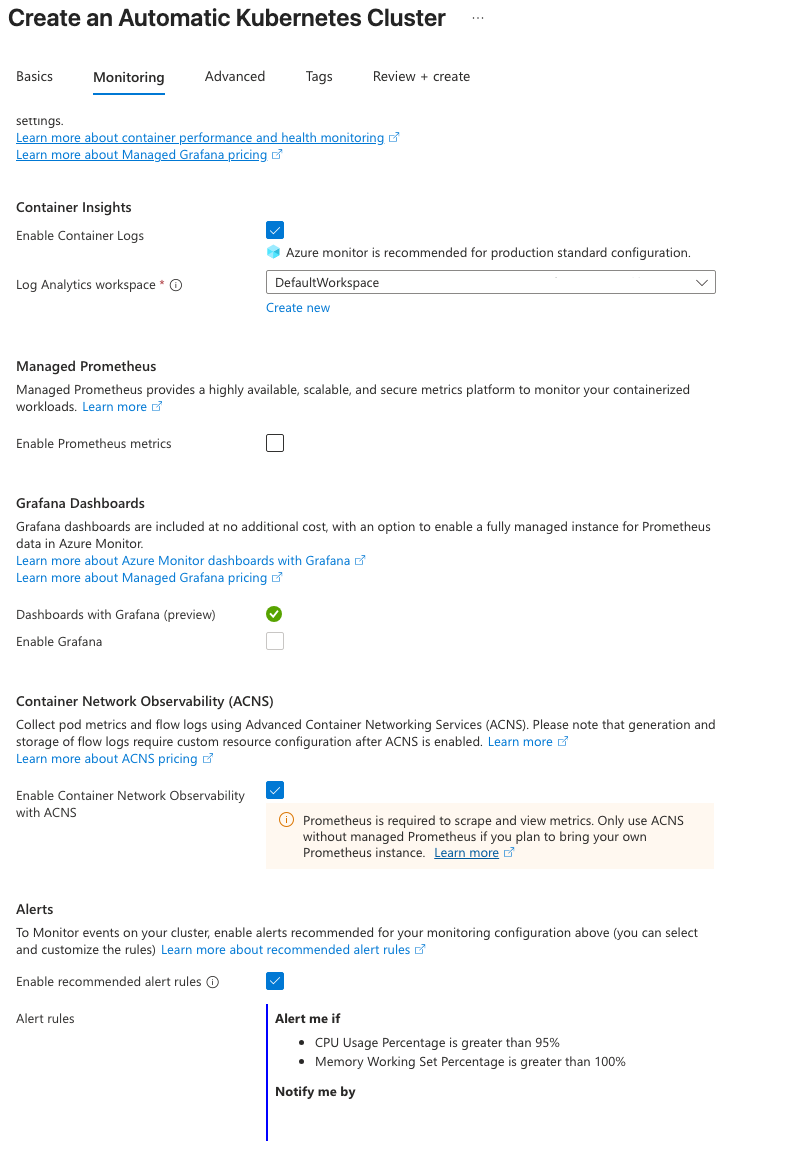 Create an Automatic Kubernetes Cluster ...
Basics Monitoring Advanced Tags Review + create
settings.
Learn more about container performance and health monitoring
Learn more about Managed Grafana pricing
Container Insights
Enable Container Logs
Azure monitor is recommended for production standard configuration.
Log Analytics workspace * DefaultWorkspace
Create new
Managed Prometheus
Managed Prometheus provides a highly available, scalable, and secure metrics platform to monitor your containerized
workloads. Learn more
Enable Prometheus metrics
Grafana Dashboards
Grafana dashboards are included at no additional cost, with an option to enable a fully managed instance for Prometheus
data in Azure Monitor.
Learn more about Azure Monitor dashboards with Grafana
Learn more about Managed Grafana pricing
Dashboards with Grafana (preview)
Enable Grafana
Container Network Observability (ACNS)
Collect pod metrics and flow logs using Advanced Container Networking Services (ACNS). Please note that generation and
storage of flow logs require custom resource configuration after ACNS is enabled. Learn more
Learn more about ACNS pricing
Enable Container Network Observability
with ACNS
Prometheus is required to scrape and view metrics. Only use ACNS
without managed Prometheus if you plan to bring your own
Prometheus instance. Learn more
Alerts
To Monitor events on your cluster, enable alerts recommended for your monitoring configuration above (you can select
and customize the rules) Learn more about recommended alert rules
Enable recommended alert rules
Alert rules
Alert me if
• CPU Usage Percentage is greater than 95%
• Memory Working Set Percentage is greater than 100%
Notify me by